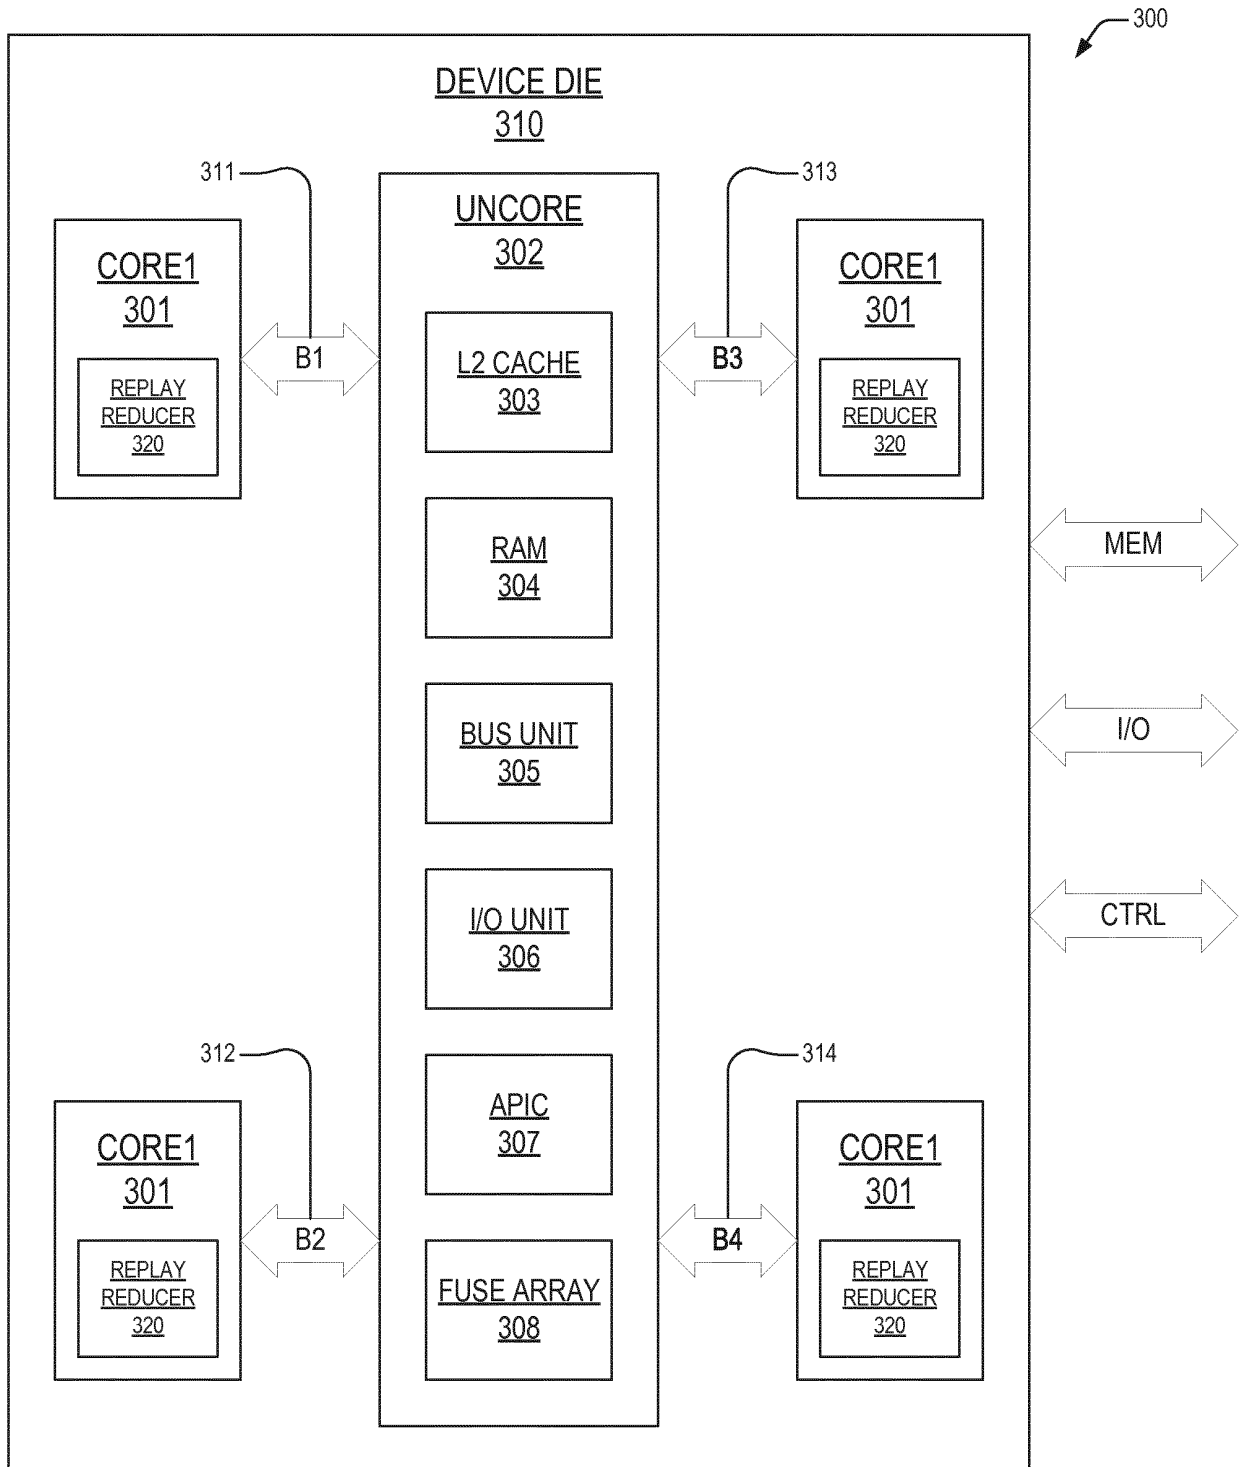 300
DEVICE DIE
310
311
313
UNCORE
302
CORE1
301
REPLAY
REDUCER
320
B1
L2 CACHE
303
B3
CORE1
301
REPLAY
REDUCER
320
RAM
304
MEM
BUS UNIT
305
I/O
I/O UNIT
306
CTRL
312
314
APIC
307
CORE1
301
REPLAY
REDUCER
320
B2
FUSE ARRAY
308
B4
CORE1
301
REPLAY
REDUCER
320